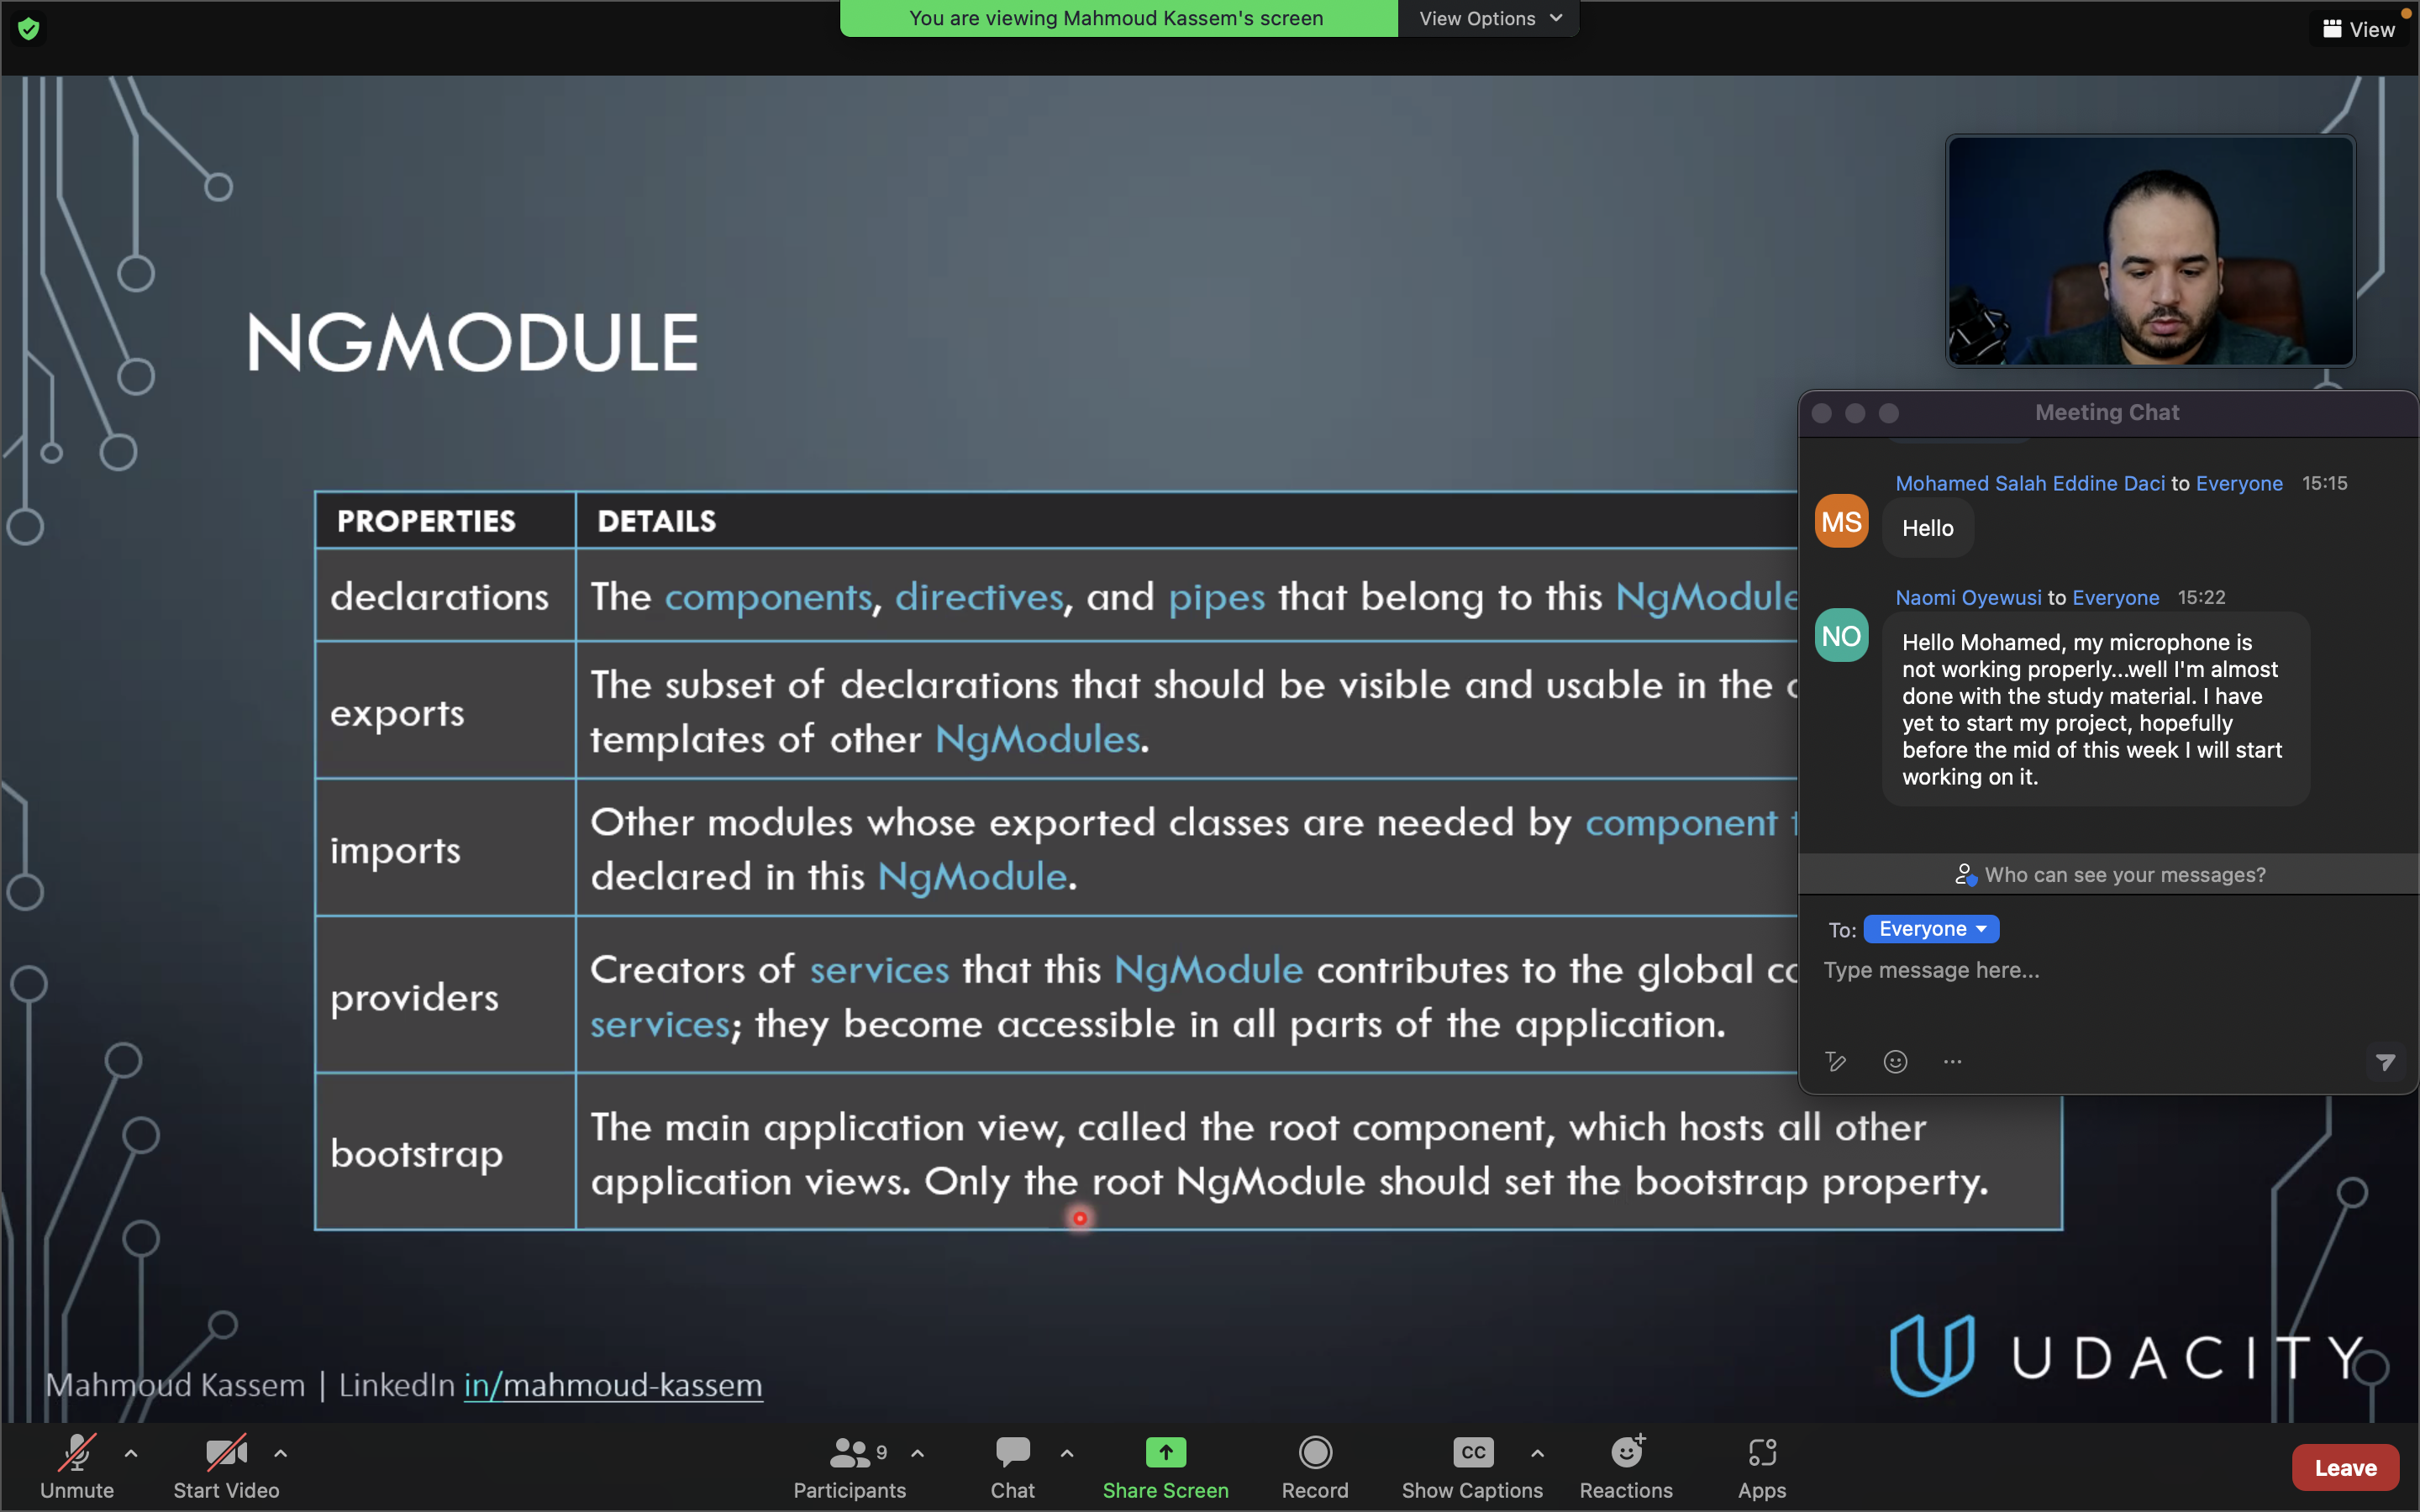 You are viewing Mahmoud Kassem's screen
View Options
View
NGMODULE
PROPERTIES
DETAILS
declarations
The components, directives, and pipes that belong to this NgModule
exports
The subset of declarations that should be visible and usable in the
templates of other NgModules.
imports
Other modules whose exported classes are needed by component
declared in this NgModule.
providers
Creators of services that this NgModule contributes to the global
services; they become accessible in all parts of the application.
bootstrap
The main application view, called the root component, which hosts all other
application views. Only the root NgModule should set the bootstrap property.
Meeting Chat
Mohamed Salah Eddine Daci to Everyone 15:15
MS
Hello
Naomi Oyewusi to Everyone 15:22
NO
Hello Mohamed, my microphone is
not working properly...well I'm almost
done with the study material. I have
yet to start my project, hopefully
before the mid of this week I will start
working on it.
Who can see your messages?
To: Everyone
Type message here...
Mahmoud Kassem | LinkedIn in/mahmoud-kassem
UDACITY
Unmute
Start Video
9
Participants
Chat
Share Screen
Record
CC
Show Captions
Reactions
Apps
Leave